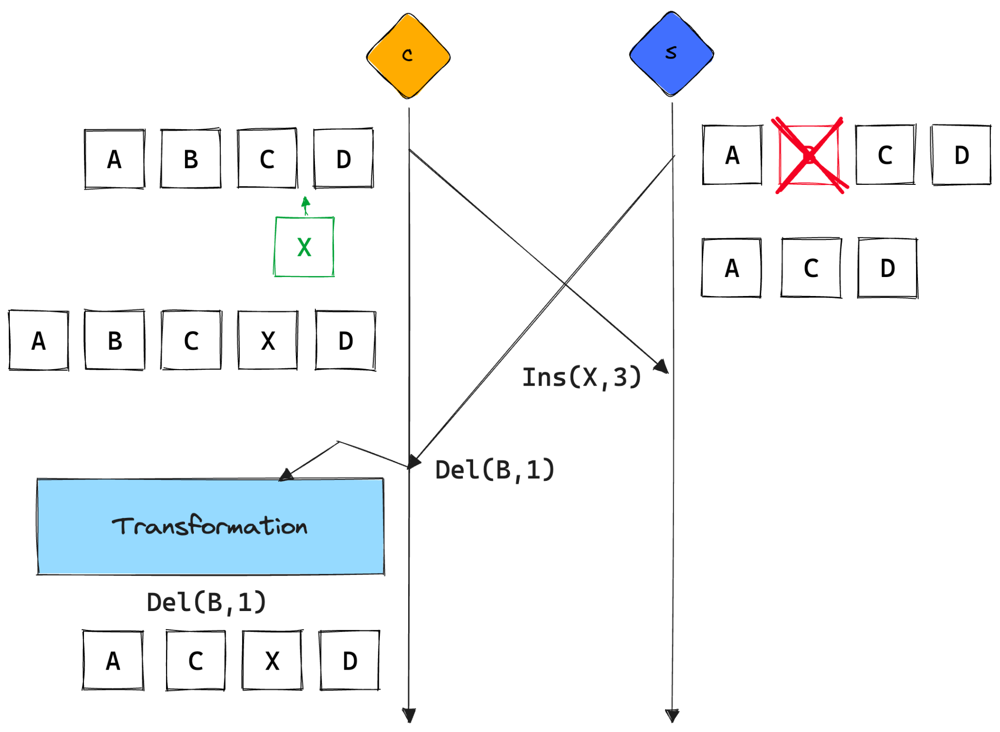 c
s
A B C D
A B C D
X
A C D
A B C X D
Ins(X,3)
Del(B,1)
Transformation
Del(B,1)
A C X D